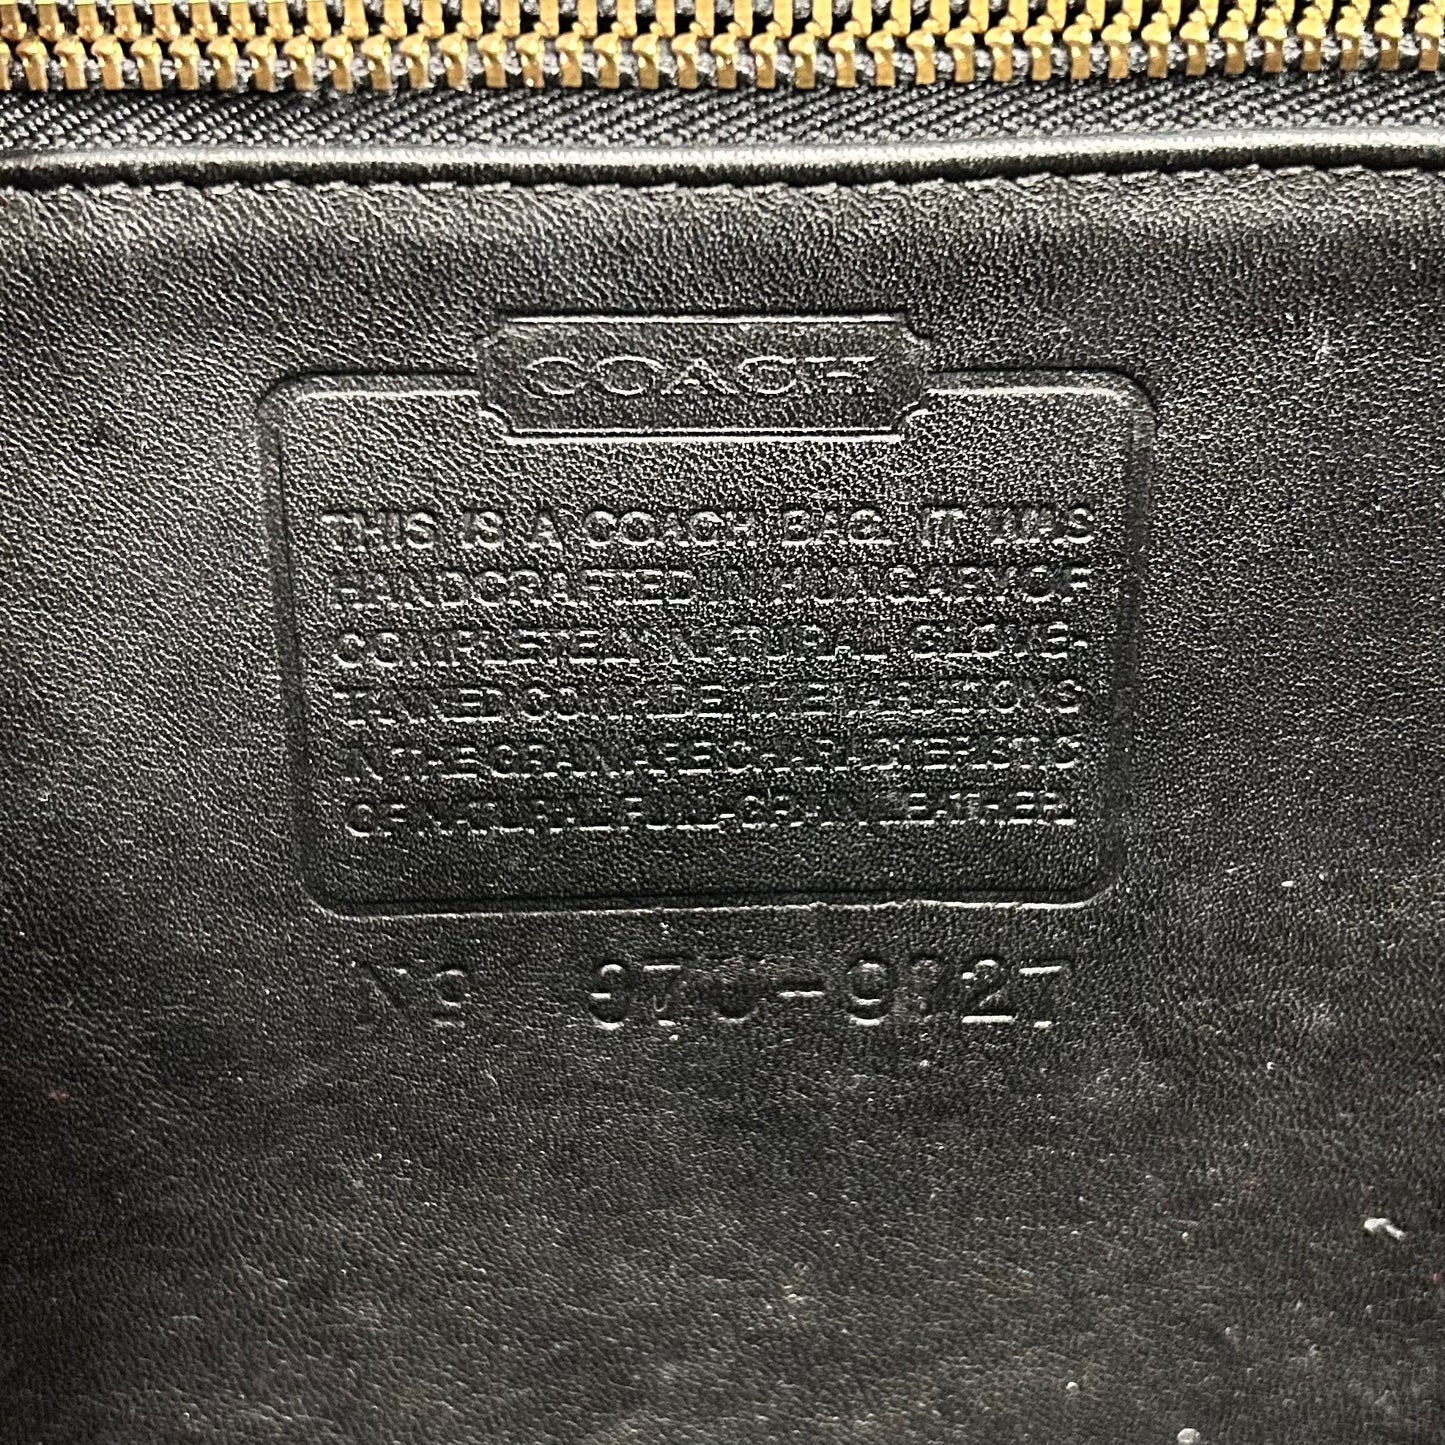 COACH
THIS IS A COACH BAG. IT WAS
HANDCRAFTED IN HUNGARY OF
COMPLETELY NATURAL GLOVE-
TANNED COWHIDE. THE VARIATIONS
IN THE GRAIN ARE CHARACTERISTIC
OF NATURAL FULL-GRAIN LEATHER.
No